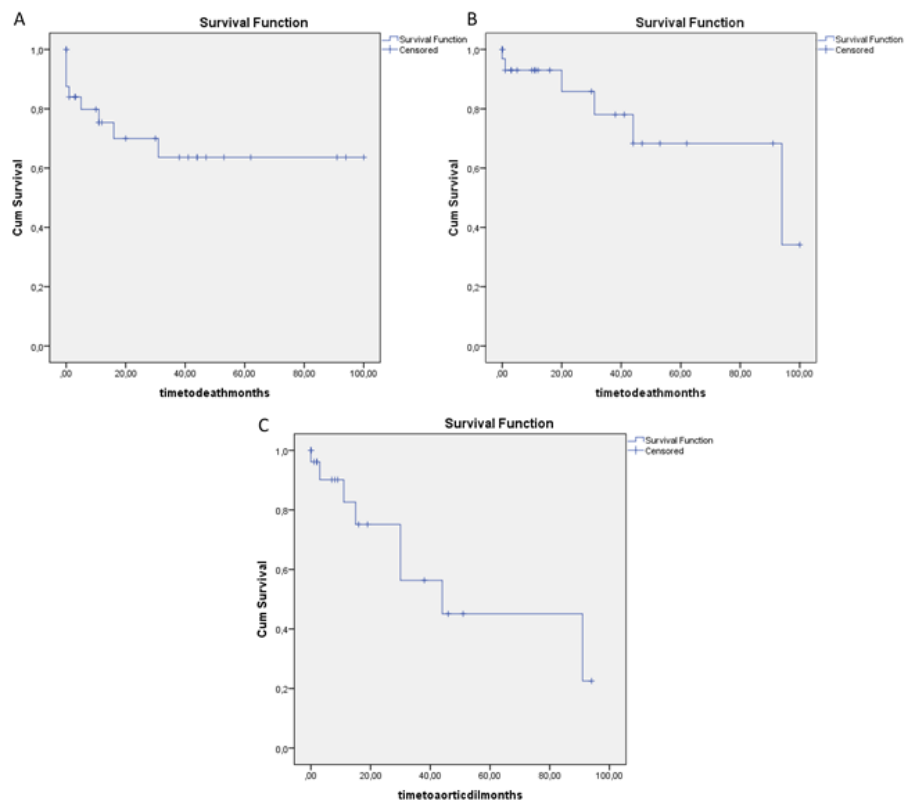 A
Survival Function
Survival Function
Censored
1,0
0,8
0,6
0,4
0,2
0,0
Cum Survival
,00 20,00 40,00 60,00 80,00 100,00
timetodeathmonths
B
Survival Function
Survival Function
Censored
1,0
0,8
0,6
0,4
0,2
0,0
Cum Survival
,00 20,00 40,00 60,00 80,00 100,00
timetodeathmonths
C
Survival Function
Survival Function
Censored
1,0
0,8
0,6
0,4
0,2
0,0
Cum Survival
,00 20,00 40,00 60,00 80,00 100,00
timetoaorticdilmonths